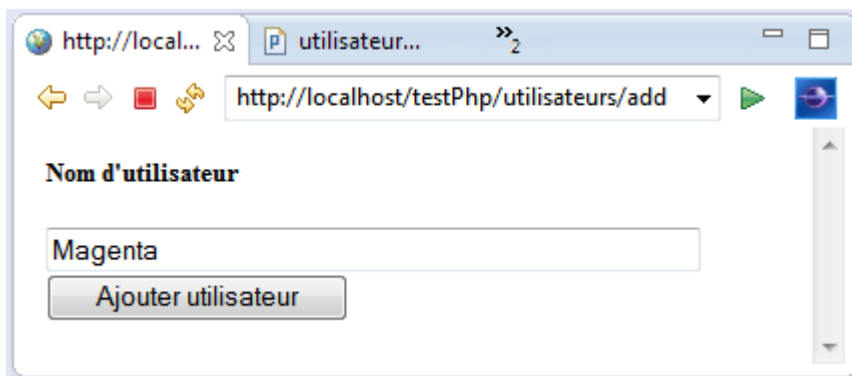 http://local... utilisateur... »2
http://localhost/testPhp/utilisateurs/add
Nom d'utilisateur
Magenta
Ajouter utilisateur